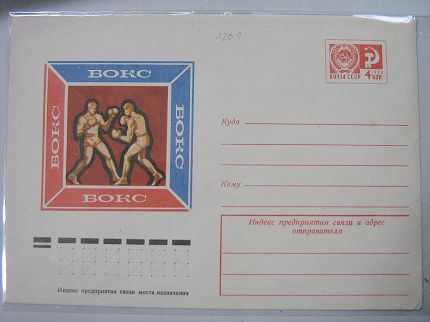 1209
БОКС
БОКС
БОКС
БОКС
ПОЧТА СССР
4 КОП
Куда
Кому
Индекс предприятия связи и адрес
отправителя
Индекс предприятия связи места назначения